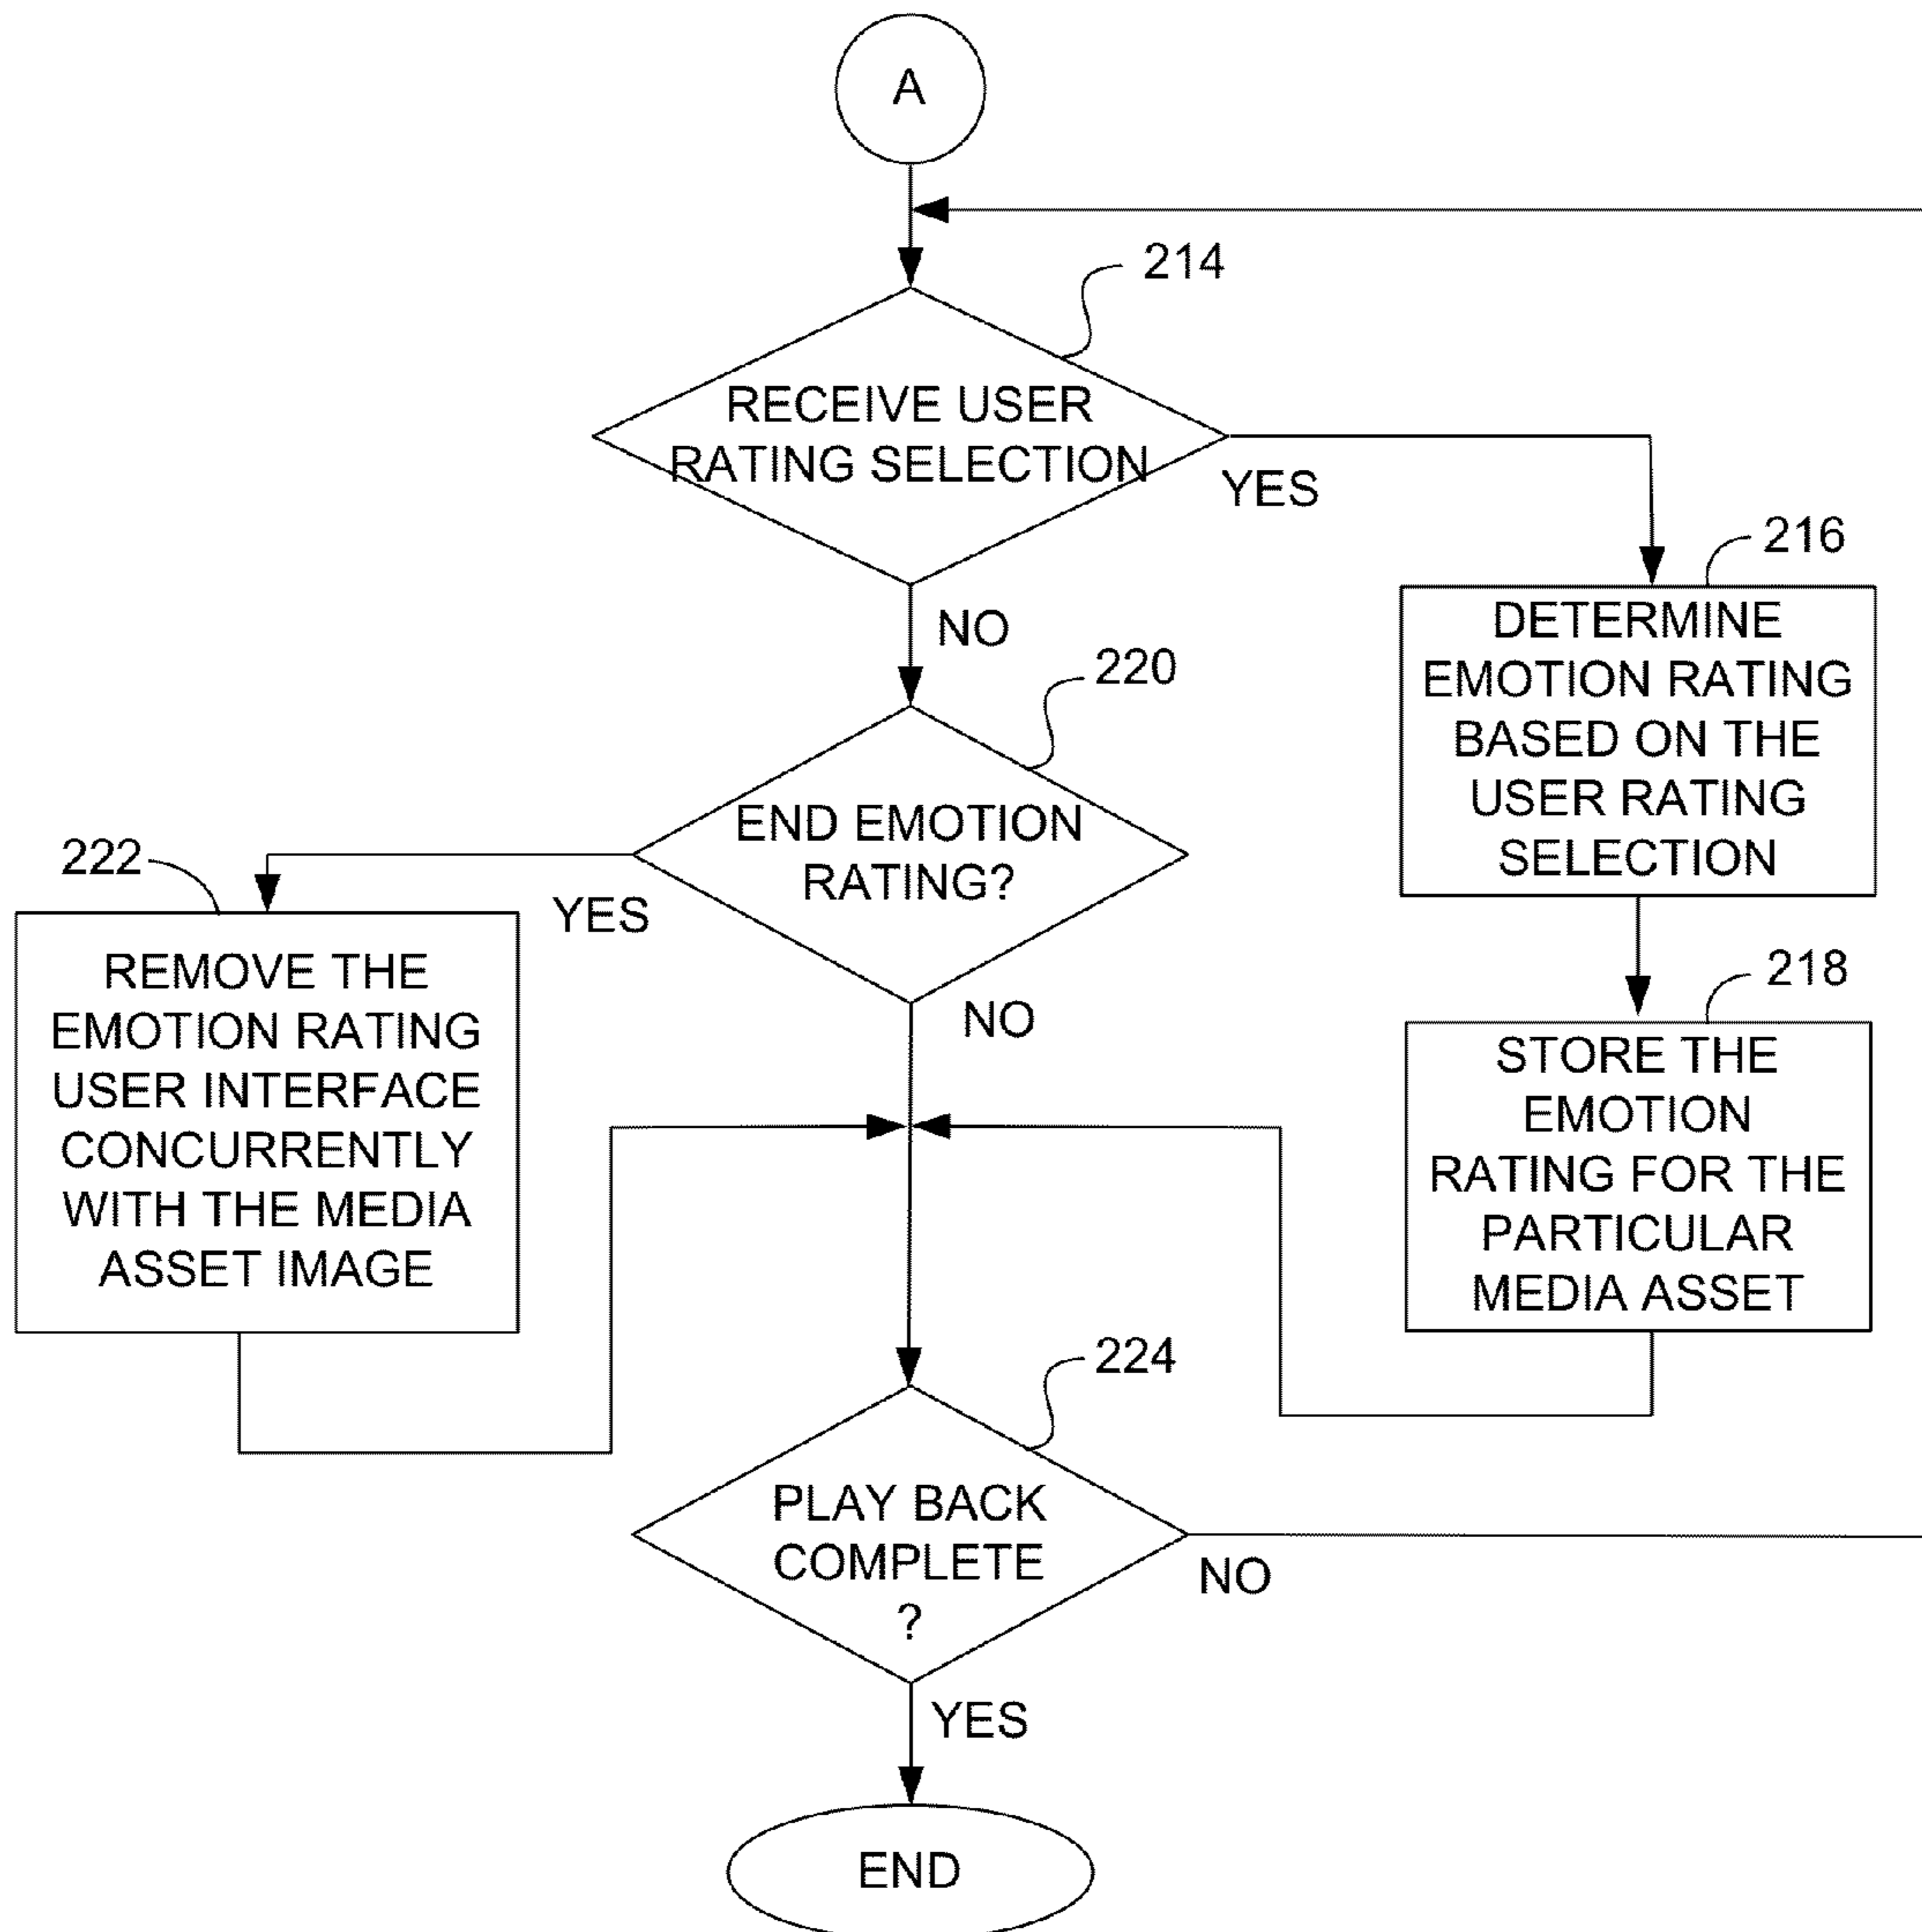 A
214
RECEIVE USER
RATING SELECTION
YES
NO
216
DETERMINE
EMOTION RATING
BASED ON THE
USER RATING
SELECTION
220
END EMOTION
RATING?
YES
NO
222
REMOVE THE
EMOTION RATING
USER INTERFACE
CONCURRENTLY
WITH THE MEDIA
ASSET IMAGE
218
STORE THE
EMOTION
RATING FOR THE
PARTICULAR
MEDIA ASSET
224
PLAY BACK
COMPLETE
?
NO
YES
END